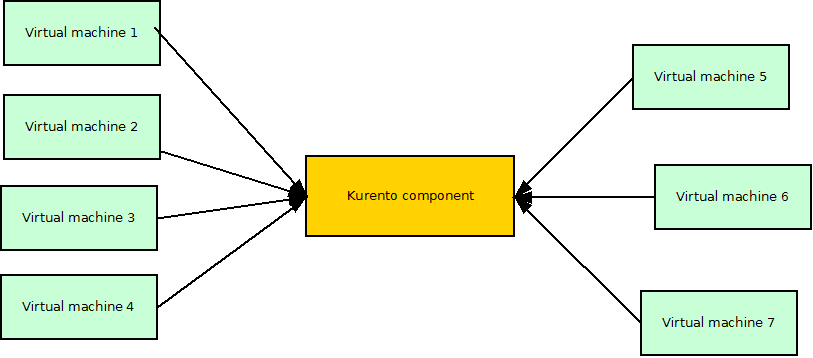 Virtual machine 1
Virtual machine 2
Virtual machine 3
Virtual machine 4
Kurento component
Virtual machine 5
Virtual machine 6
Virtual machine 7